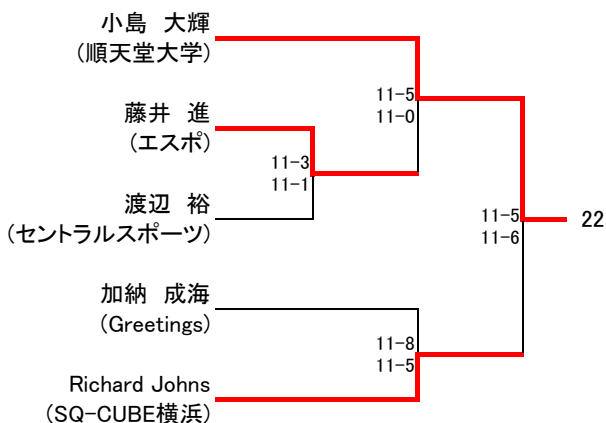 小島 大輝
(順天堂大学)
11-5
11-0
藤井 進
(エスポ)
11-3
11-1
渡辺 裕
(セントラルスポーツ)
11-5
11-6
22
加納 成海
(Greetings)
11-8
11-5
Richard Johns
(SQ-CUBE横浜)